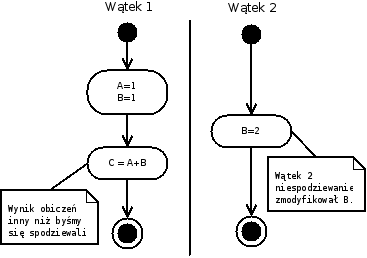 Wątek 1
Wątek 2
A=1
B=1
B=2
C = A+B
Wątek 2
niespodziewanie
zmodyfikował B.
Wynik obiczeń
inny niż byśmy
się spodziewali